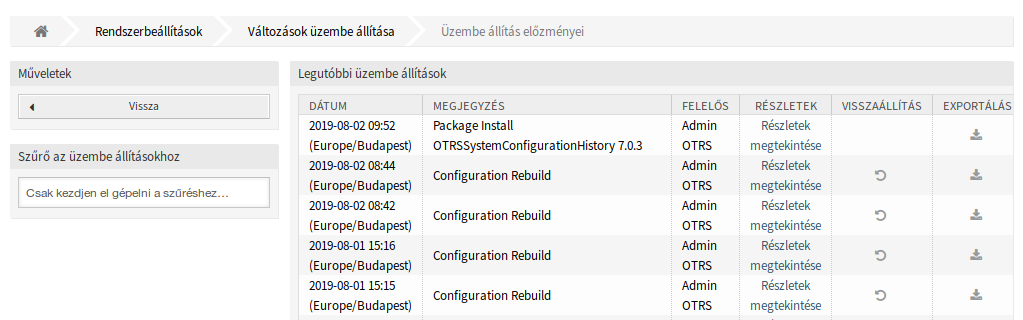 Rendszerbeállítások Változások üzembe állítása Üzembe állítás előzményei
Műveletek
Vissza
Szűrő az üzembe állításokhoz
Csak kezdjen el gépelni a szűréshez...
Legutóbbi üzembe állítások
DÁTUM MEGJEGYZÉS FELELŐS RÉSZLETEK VISSZAÁLLÍTÁS EXPORTÁLÁS
2019-08-02 09:52 Package Install Admin Részletek
(Europe/Budapest) OTRSSystemConfigurationHistory 7.0.3 OTRS megtekintése
2019-08-02 08:44 Admin Részletek
Configuration Rebuild
(Europe/Budapest) OTRS megtekintése
2019-08-02 08:42 Admin Részletek
Configuration Rebuild
(Europe/Budapest) OTRS megtekintése
2019-08-01 15:16 Admin Részletek
Configuration Rebuild
(Europe/Budapest) OTRS megtekintése
2019-08-01 15:15 Admin Részletek
Configuration Rebuild
(Europe/Budapest) OTRS megtekintése